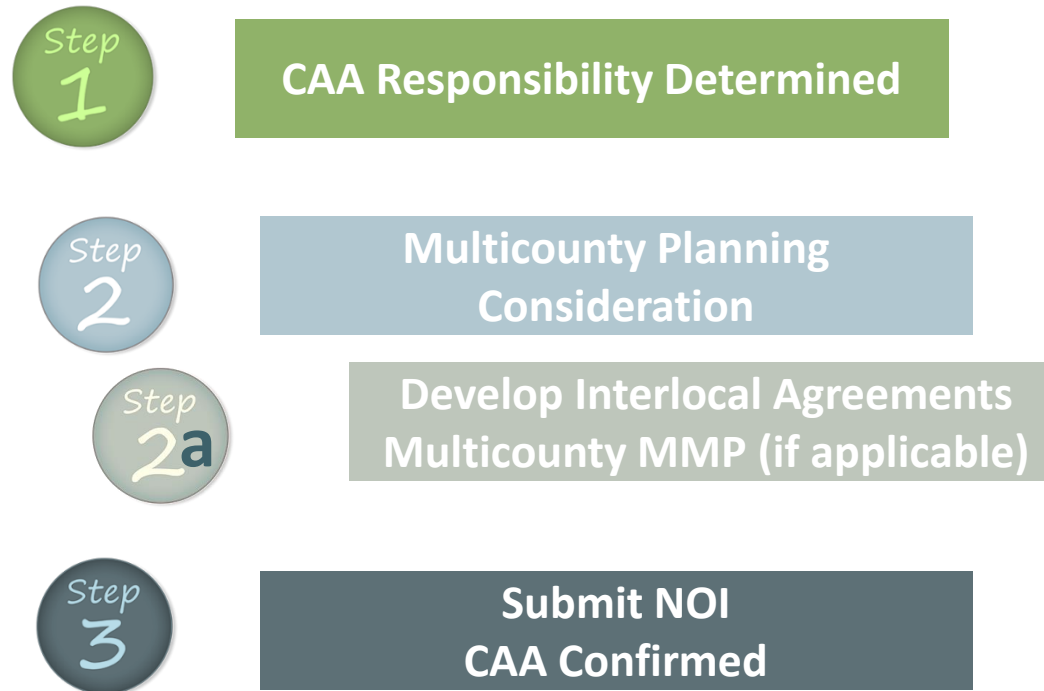 Step
1
CAA Responsibility Determined
Step
2
Multicounty Planning
Consideration
Step
2a
Develop Interlocal Agreements
Multicounty MMP (if applicable)
Step
3
Submit NOI
CAA Confirmed